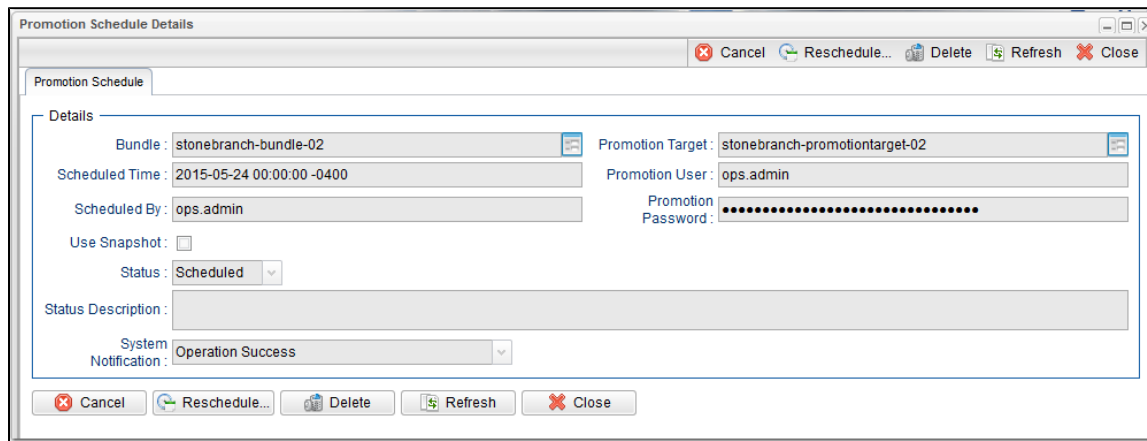 Promotion Schedule Details
Cancel Reschedule... Delete Refresh Close
Promotion Schedule
Details
Bundle : stonebranch-bundle-02 Promotion Target : stonebranch-promotiontarget-02
Scheduled Time : 2015-05-24 00:00:00 -0400 Promotion User : ops.admin
Scheduled By : ops.admin Promotion Password : ••••••••••••••••••••••••••••••••
Use Snapshot :
Status : Scheduled
Status Description :
System Notification : Operation Success
Cancel Reschedule... Delete Refresh Close